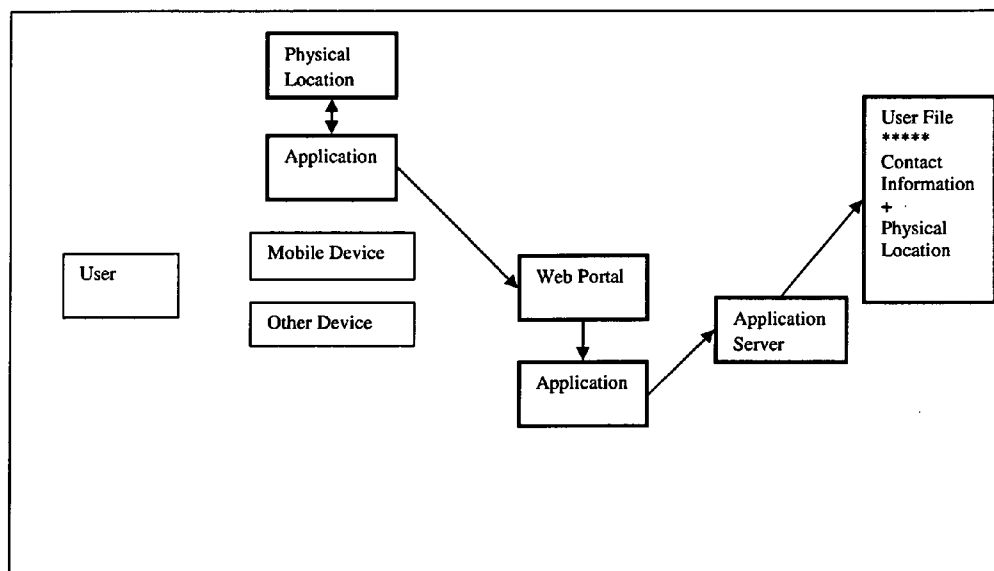 Physical
Location
Application
Mobile Device
User
Other Device
Web Portal
Application
Application
Server
User File
*****
Contact
Information
+
Physical
Location